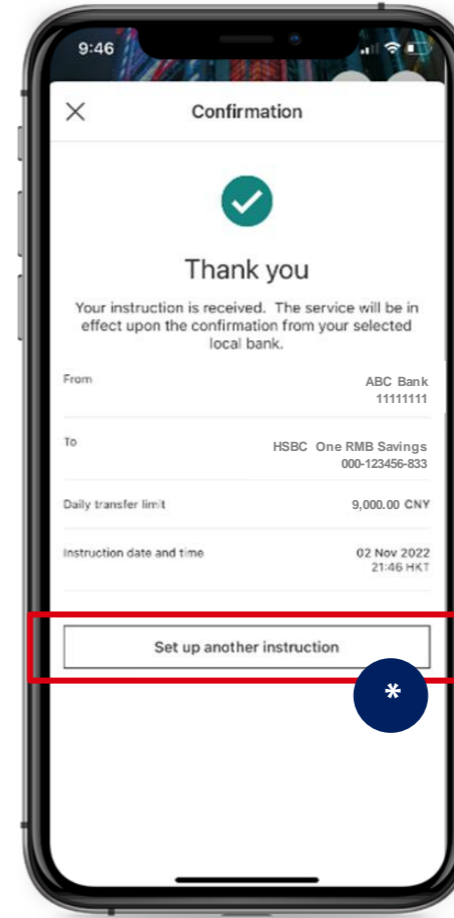 9:46
Confirmation
Thank you
Your instruction is received. The service will be in
effect upon the confirmation from your selected
local bank.
From
ABC Bank
11111111
To
HSBC One RMB Savings
000-123456-833
Daily transfer limit
9,000.00 CNY
Instruction date and time
02 Nov 2022
21:46 HKT
Set up another instruction
*